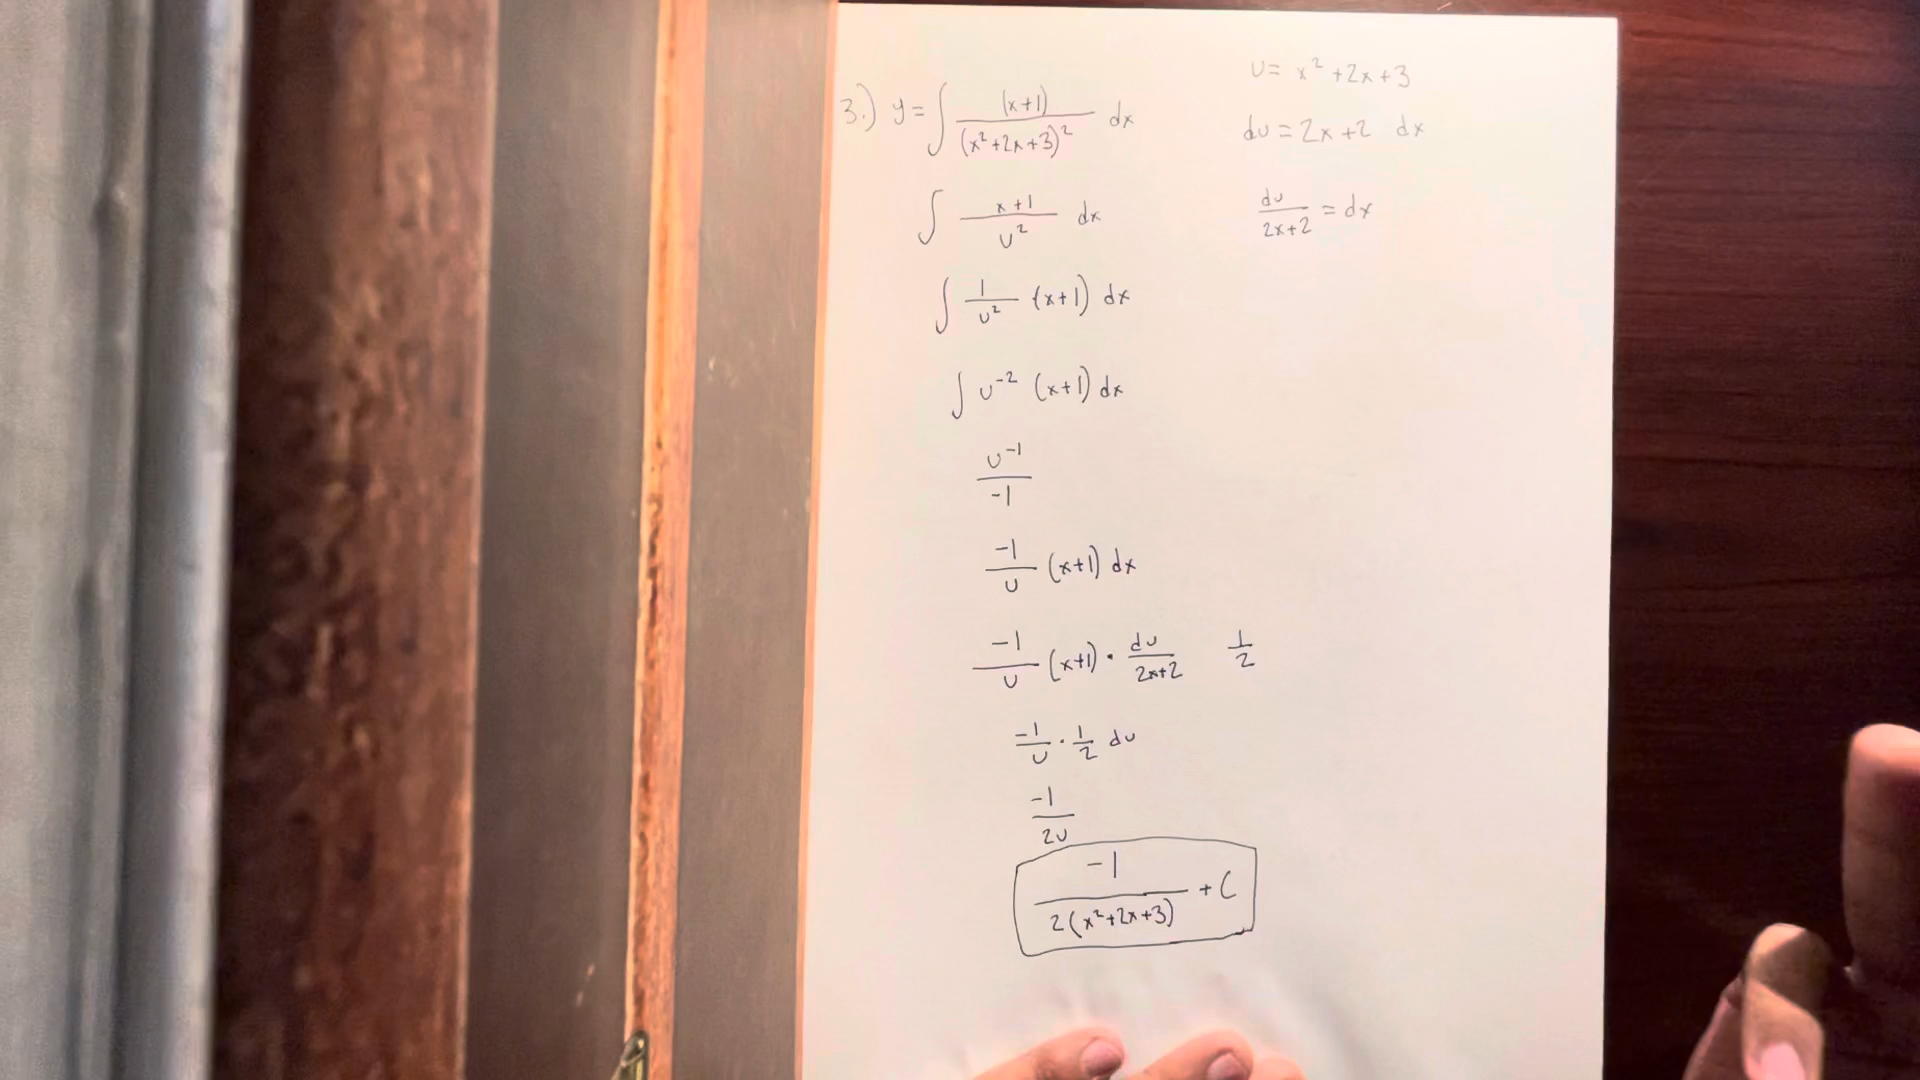 3.) y = ∫ (x+1) / (x²+2x+3)² dx
u = x² + 2x + 3
du = 2x + 2 dx
∫ x+1 / u² dx
du / 2x+2 = dx
∫ 1 / u² (x+1) dx
∫ u⁻² (x+1) dx
u⁻¹ / -1
-1 / u (x+1) dx
-1 / u (x+1) · du / 2x+2
1 / 2
-1 / u · 1 / 2 du
-1 / 2u
-1 / 2(x²+2x+3) + C